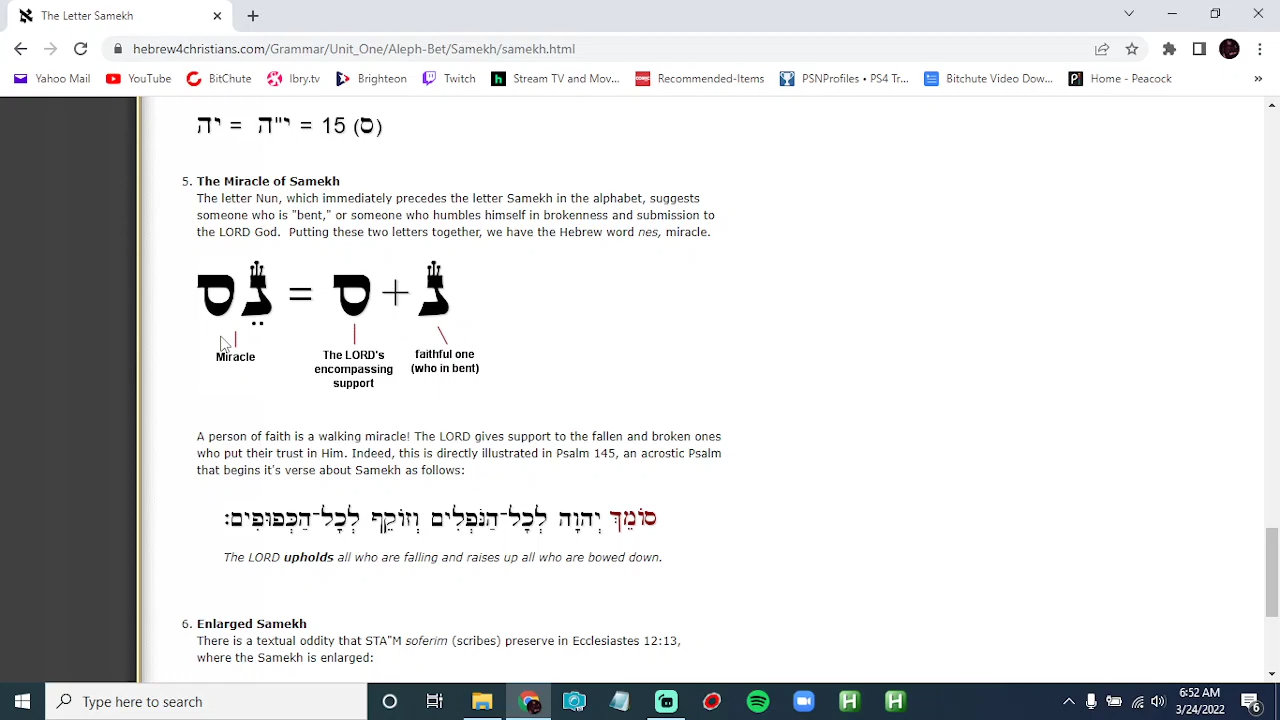 The Letter Samekh
hebrew4christians.com/Grammar/Unit_One/Aleph-Bet/Samekh/samekh.html
Yahoo Mail YouTube BitChute lbry.tv Brighteon Twitch Stream TV and Mov... Recommended-Items PSNProfiles • PS4 Tr... Bitchute Video Dow... Home - Peacock »
יה = י"ה = 15 (ס)
5. The Miracle of Samekh
The letter Nun, which immediately precedes the letter Samekh in the alphabet, suggests
someone who is "bent," or someone who humbles himself in brokenness and submission to
the LORD God. Putting these two letters together, we have the Hebrew word nes, miracle.
נֵס = ס + נ
Miracle
The LORD's
encompassing
support
faithful one
(who in bent)
A person of faith is a walking miracle! The LORD gives support to the fallen and broken ones
who put their trust in Him. Indeed, this is directly illustrated in Psalm 145, an acrostic Psalm
that begins it's verse about Samekh as follows:
סוֹמֵךְ יְהוָה לְכָל־הַנֹּפְלִים וְזוֹקֵף לְכָל־הַכְּפוּפִים׃
The LORD upholds all who are falling and raises up all who are bowed down.
6. Enlarged Samekh
There is a textual oddity that STA"M soferim (scribes) preserve in Ecclesiastes 12:13,
where the Samekh is enlarged:
Type here to search
6:52 AM
3/24/2022
6